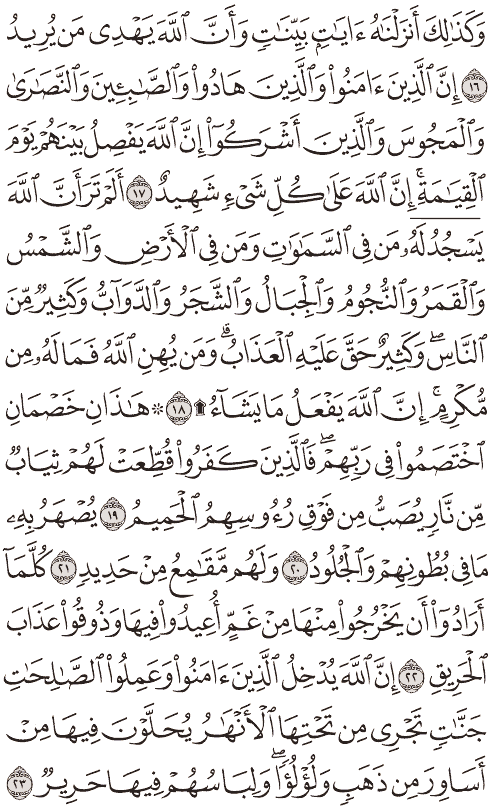 وَكَذَٰلِكَ أَنزَلْنَٰهُ ءَايَٰتِۭ بَيِّنَٰتٍ وَأَنَّ ٱللَّهَ يَهْدِى مَن يُرِيدُ
١٦ إِنَّ ٱلَّذِينَ ءَامَنُوا۟ وَٱلَّذِينَ هَادُوا۟ وَٱلصَّٰبِـِٔينَ وَٱلنَّصَٰرَىٰ
وَٱلْمَجُوسَ وَٱلَّذِينَ أَشْرَكُوٓا۟ إِنَّ ٱللَّهَ يَفْصِلُ بَيْنَهُمْ يَوْمَ
ٱلْقِيَٰمَةِ ۚ إِنَّ ٱللَّهَ عَلَىٰ كُلِّ شَىْءٍ شَهِيدٌ ١٧ أَلَمْ تَرَ أَنَّ ٱللَّهَ
يَسْجُدُ لَهُۥ مَن فِى ٱلسَّمَٰوَٰتِ وَمَن فِى ٱلْأَرْضِ وَٱلشَّمْسُ
وَٱلْقَمَرُ وَٱلنُّجُومُ وَٱلْجِبَالُ وَٱلشَّجَرُ وَٱلدَّوَآبُّ وَكَثِيرٌ مِّنَ
ٱلنَّاسِ ۖ وَكَثِيرٌ حَقَّ عَلَيْهِ ٱلْعَذَابُ ۗ وَمَن يُهِنِ ٱللَّهُ فَمَا لَهُۥ مِن
مُّكْرِمٍ ۚ إِنَّ ٱللَّهَ يَفْعَلُ مَا يَشَآءُ ۩ ١٨ ۞ هَٰذَانِ خَصْمَانِ
ٱخْتَصَمُوا۟ فِى رَبِّهِمْ ۖ فَٱلَّذِينَ كَفَرُوا۟ قُطِّعَتْ لَهُمْ ثِيَابٌ
مِّن نَّارٍ يُصَبُّ مِن فَوْقِ رُءُوسِهِمُ ٱلْحَمِيمُ ١٩ يُصْهَرُ بِهِۦ
مَا فِى بُطُونِهِمْ وَٱلْجُلُودُ ٢٠ وَلَهُم مَّقَٰمِعُ مِنْ حَدِيدٍ ٢١ كُلَّمَآ
أَرَادُوٓا۟ أَن يَخْرُجُوا۟ مِنْهَا مِنْ غَمٍّ أُعِيدُوا۟ فِيهَا وَذُوقُوا۟ عَذَابَ
ٱلْحَرِيقِ ٢٢ إِنَّ ٱللَّهَ يُدْخِلُ ٱلَّذِينَ ءَامَنُوا۟ وَعَمِلُوا۟ ٱلصَّٰلِحَٰتِ
جَنَّٰتٍ تَجْرِى مِن تَحْتِهَا ٱلْأَنْهَٰرُ يُحَلَّوْنَ فِيهَا مِنْ
أَسَاوِرَ مِن ذَهَبٍ وَلُؤْلُؤًا ۖ وَلِبَاسُهُمْ فِيهَا حَرِيرٌ ٢٣